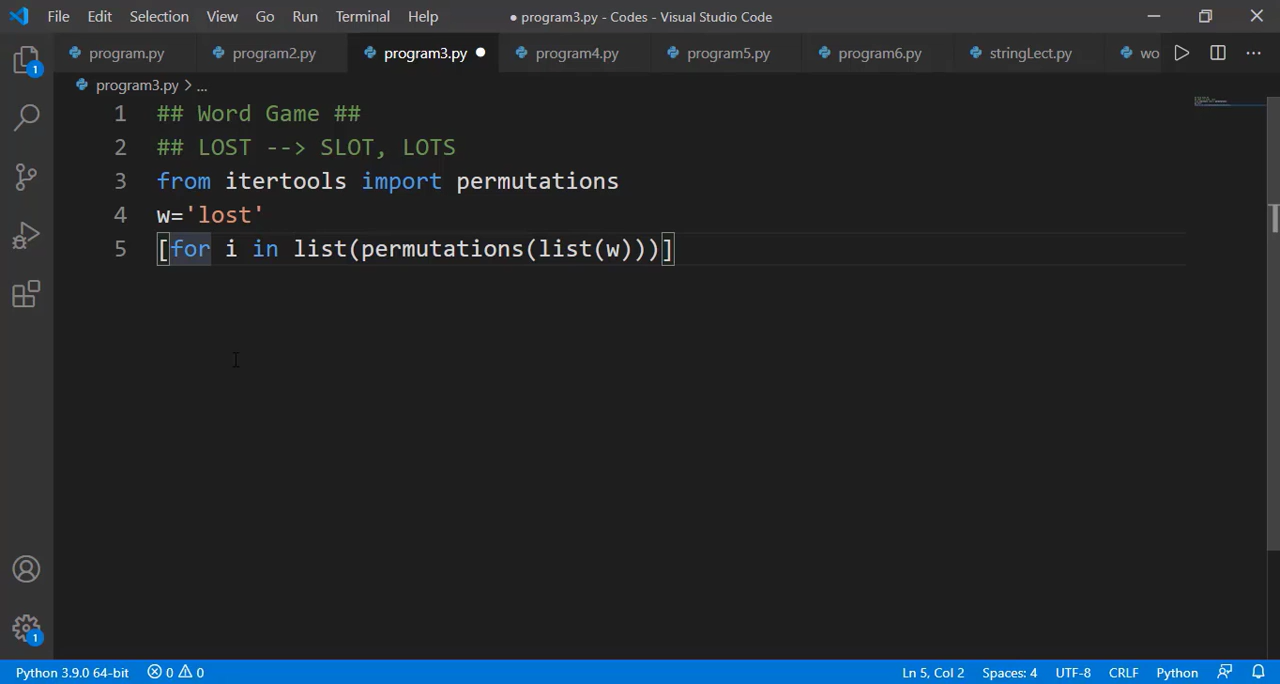 File Edit Selection View Go Run Terminal Help ● program3.py - Codes - Visual Studio Code
program.py program2.py program3.py ● program4.py program5.py program6.py stringLect.py wo
program3.py > ...
1 ## Word Game ##
2 ## LOST --> SLOT, LOTS
3 from itertools import permutations
4 w='lost'
5 [for i in list(permutations(list(w)))]
1
1
Python 3.9.0 64-bit 0 0 Ln 5, Col 2 Spaces: 4 UTF-8 CRLF Python